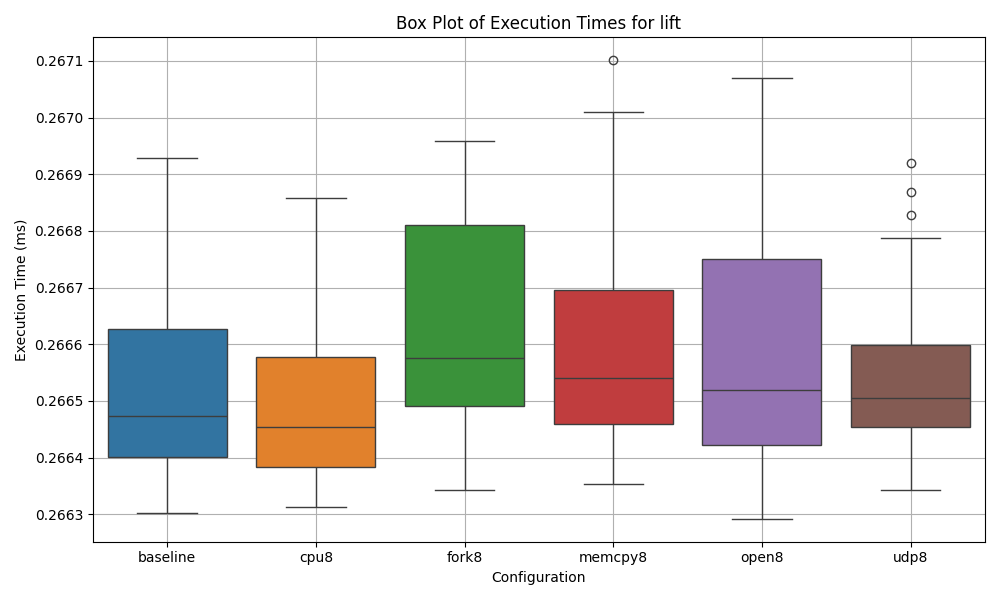 Box Plot of Execution Times for lift
Execution Time (ms)
0.2671
0.2670
0.2669
0.2668
0.2667
0.2666
0.2665
0.2664
0.2663
baseline
cpu8
fork8
memcpy8
open8
udp8
Configuration